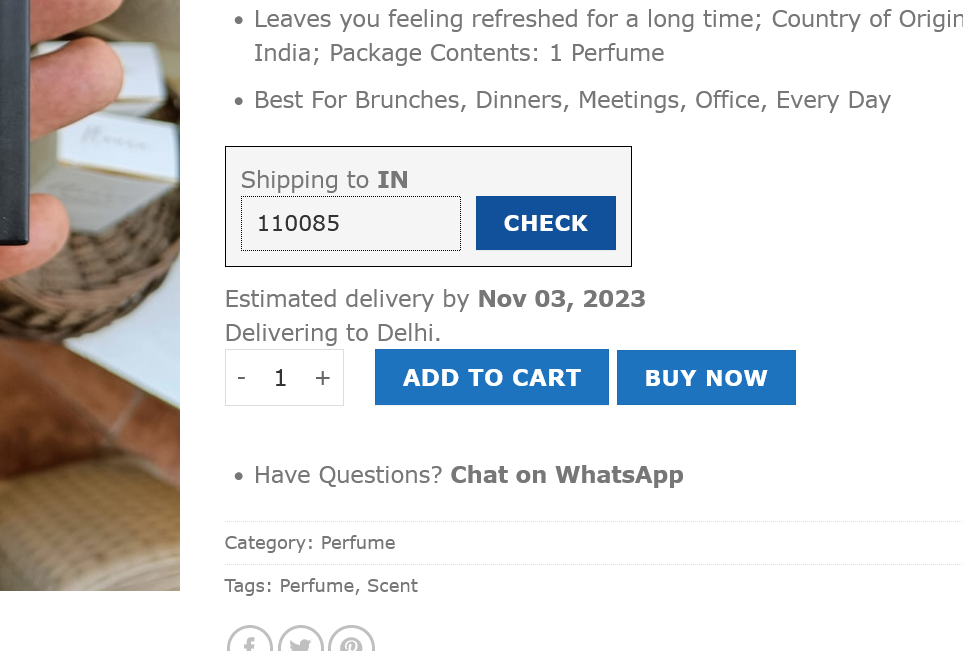 Leaves you feeling refreshed for a long time; Country of Origin
India; Package Contents: 1 Perfume
Best For Brunches, Dinners, Meetings, Office, Every Day
Shipping to IN
110085
CHECK
Estimated delivery by Nov 03, 2023
Delivering to Delhi.
- 1 +
ADD TO CART
BUY NOW
Have Questions? Chat on WhatsApp
Category: Perfume
Tags: Perfume, Scent